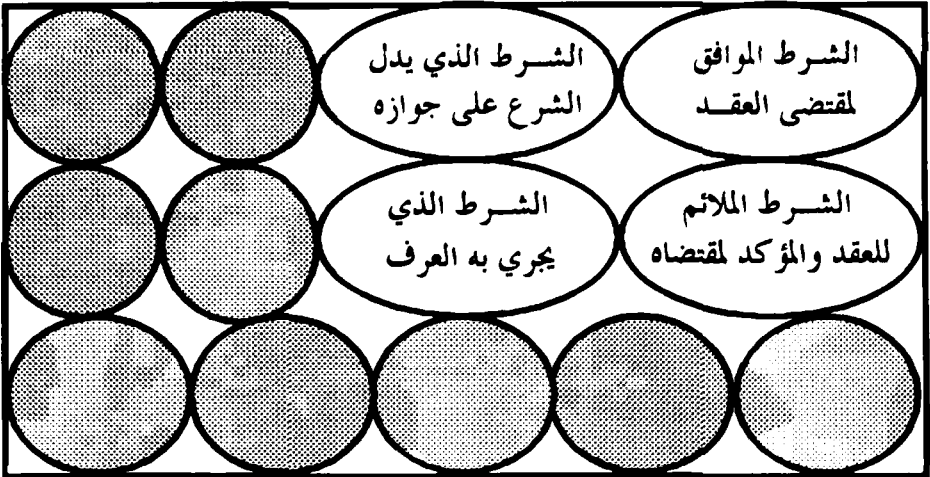 الشرط الموافق
لمقتضى العقد
الشرط الذي يدل
الشرع على جوازه
الشرط الملائم
للعقد والمؤكد لمقتضاه
الشرط الذي
يجري به العرف